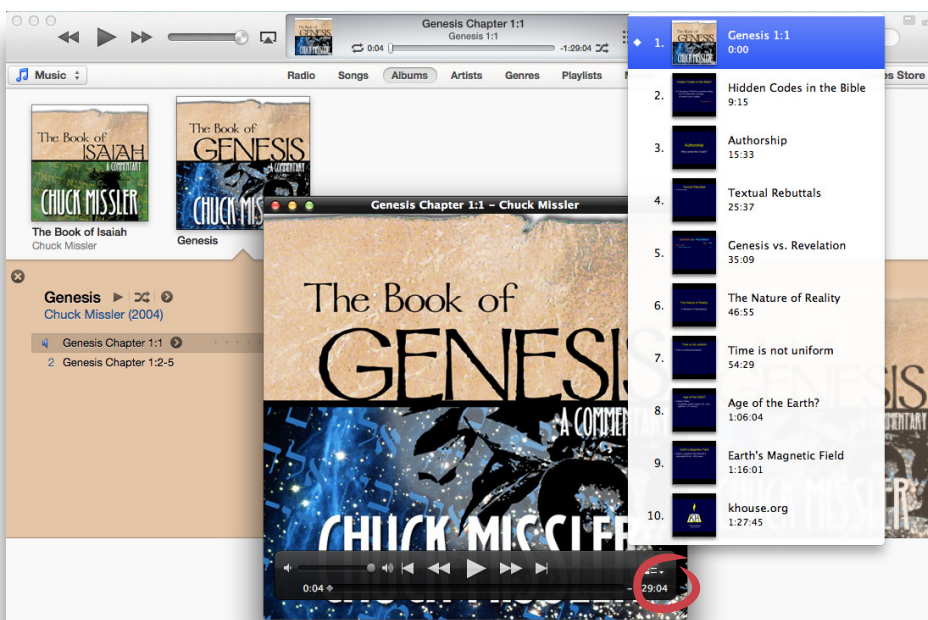 Genesis Chapter 1:1
Genesis 1:1
0:04
-1:29:04
Music
Radio
Songs
Albums
Artists
Genres
Playlists
es Store
The Book of
ISAIAH
A COMMENTARY
CHUCK MISSLER
The Book of Isaiah
Chuck Missler
The Book of
GENESIS
CHUCK MIS
Genesis
Genesis
Chuck Missler (2004)
Genesis Chapter 1:1
2 Genesis Chapter 1:2-5
Genesis Chapter 1:1 – Chuck Missler
The Book of
GENESIS
A COMMENTARY
CHUCK MISSLER
0:04
29:04
1. Genesis 1:1
0:00
2. Hidden Codes in the Bible
9:15
3. Authorship
15:33
4. Textual Rebuttals
25:37
5. Genesis vs. Revelation
35:09
6. The Nature of Reality
46:55
7. Time is not uniform
54:29
8. Age of the Earth?
1:06:04
9. Earth's Magnetic Field
1:16:01
10. khouse.org
1:27:45